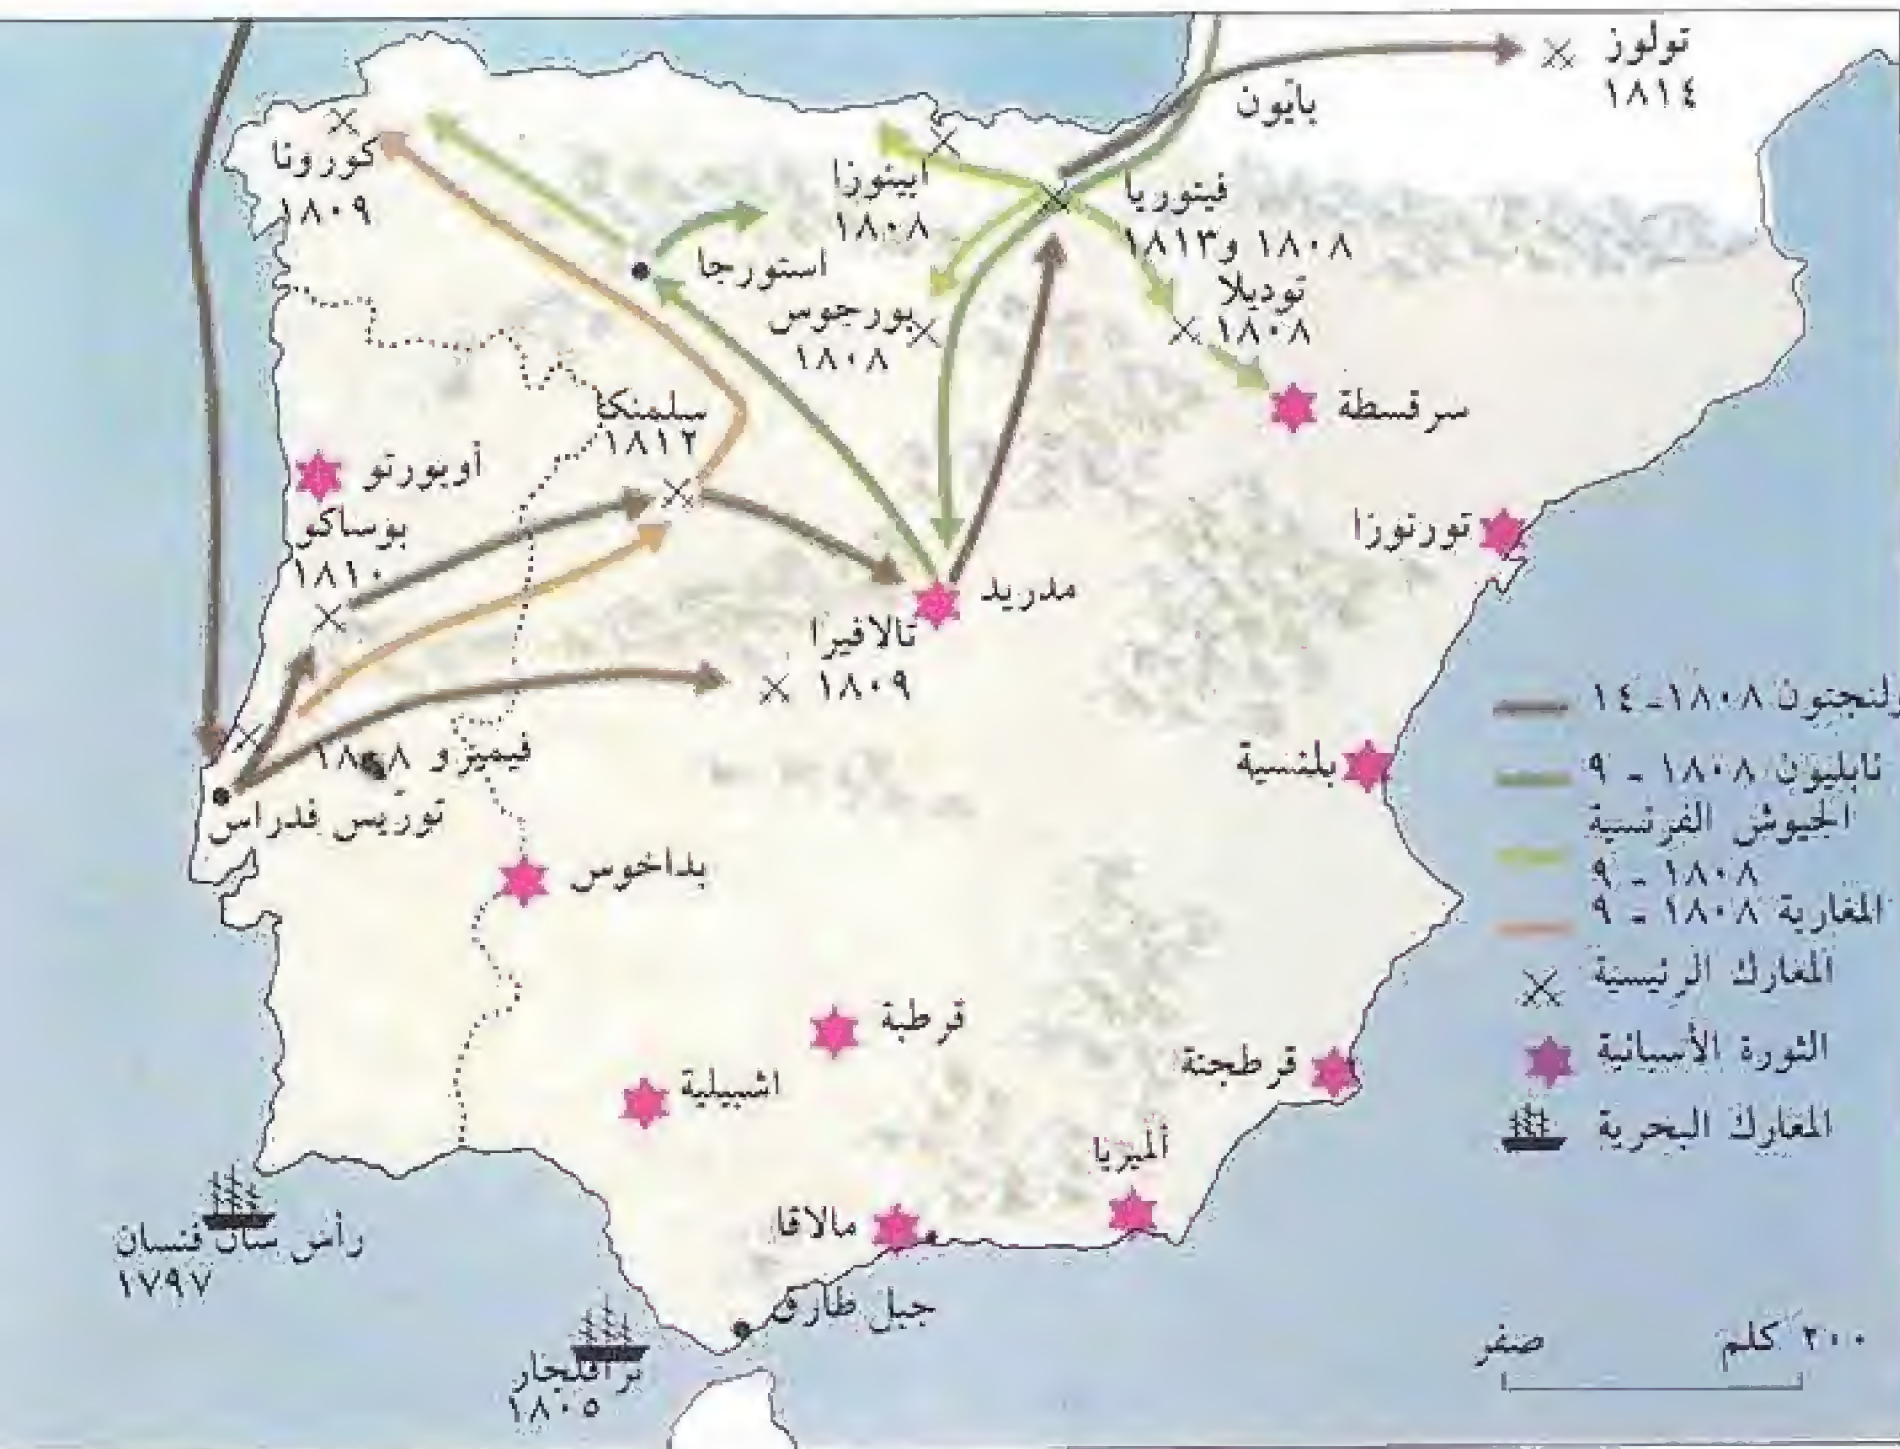 تولوز
١٨١٤
بايّون
كورونا
١٨٠٩
ابينوزا
١٨٠٨
فيتوريا
١٨٠٨ و١٨١٣
استورجا
بورجوس
١٨٠٨
توديلا
١٨٠٨
سرقسطة
سلمنكا
١٨١٢
أوبورتو
بوساكو
١٨١٠
تورتوزا
مدريد
تالافيرا
١٨٠٩
فيميرو ١٨٠٨
توريس فدراس
بلنسية
بداخوس
قرطبة
اشبيلية
قرطجنة
ألميريا
مالاقا
جبل طارق
رأس سان فنسان
١٧٩٧
ترافلجار
١٨٠٥
ولنجتون ١٨٠٨-١٤
نابليون ١٨٠٨ - ٩
الجيوش الفرنسية
١٨٠٨ - ٩
المغاربة ١٨٠٨ - ٩
المعارك الرئيسية
الثورة الأسبانية
المعارك البحرية
صفر
٢٠٠ كلم